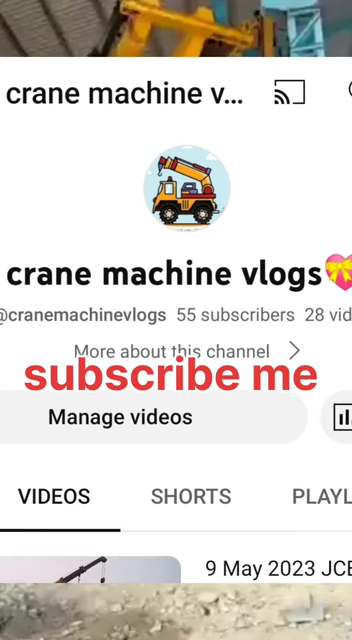 crane machine v...
crane machine vlogs💝
@cranemachinevlogs 55 subscribers 28 vid
More about this channel
subscribe me
Manage videos
VIDEOS SHORTS PLAYL
9 May 2023 JCB